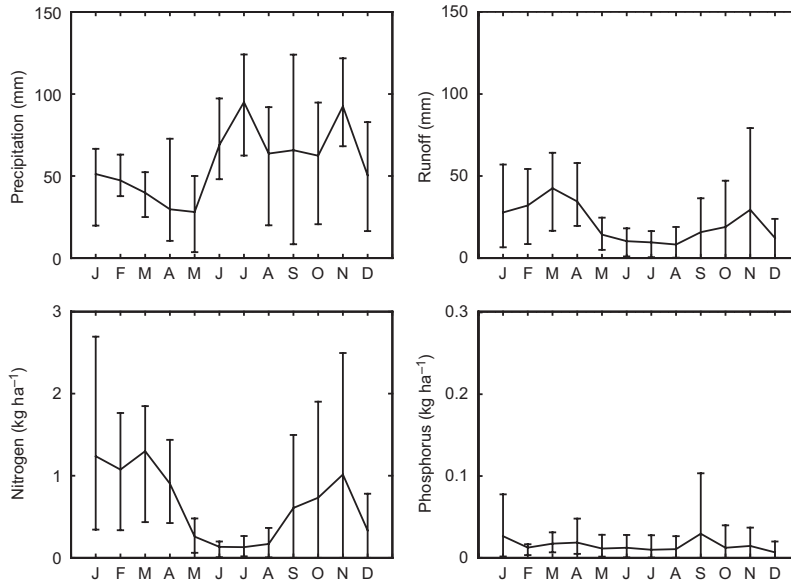 Precipitation (mm)
150
100
50
0
J F M A M J J A S O N D
Runoff (mm)
150
100
50
0
J F M A M J J A S O N D
Nitrogen (kg ha⁻¹)
3
2
1
0
J F M A M J J A S O N D
Phosphorus (kg ha⁻¹)
0.3
0.2
0.1
0
J F M A M J J A S O N D